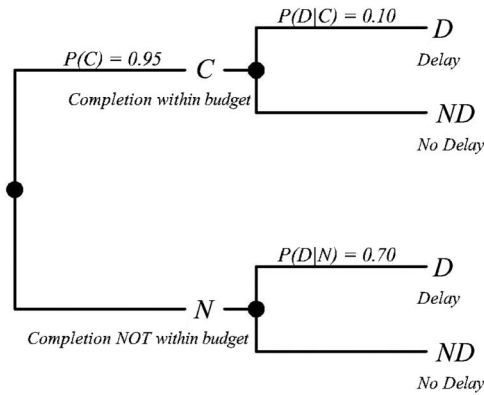 P(D|C) = 0.10
D
P(C) = 0.95
C
Delay
Completion within budget
ND
No Delay
P(D|N) = 0.70
D
Delay
N
Completion NOT within budget
ND
No Delay